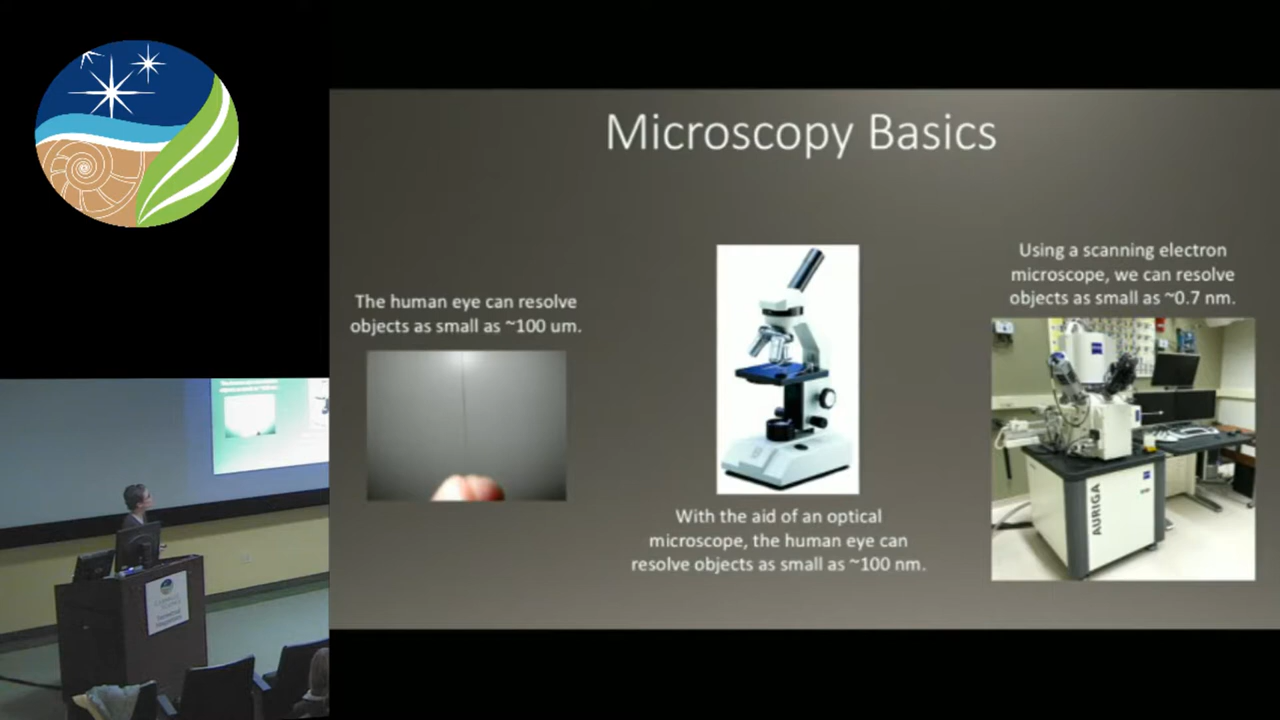 Microscopy Basics
The human eye can resolve
objects as small as ~100 um.
With the aid of an optical
microscope, the human eye can
resolve objects as small as ~100 nm.
Using a scanning electron
microscope, we can resolve
objects as small as ~0.7 nm.
AURIGA